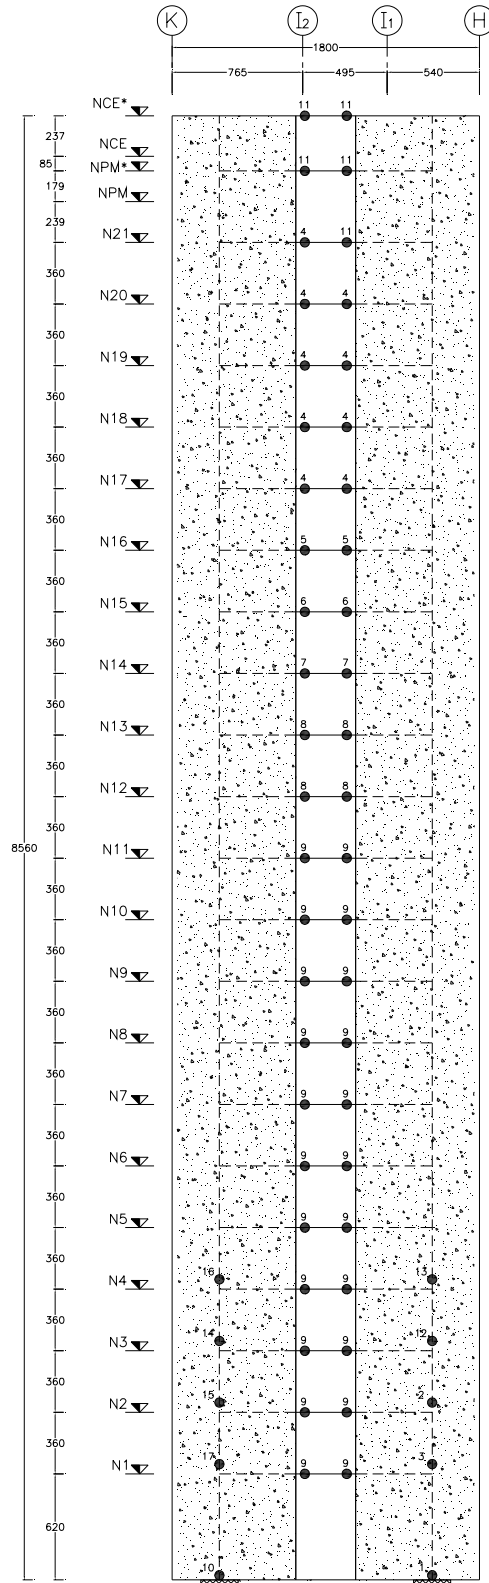 K I2 I1 H
1800
765 495 540
NCE* 11 11
237
NCE
85 NPM* 11 11
179
NPM
239
N21 4 11
360
N20 4 4
360
N19 4 4
360
N18 4 4
360
N17 4 4
360
N16 5 5
360
N15 6 6
360
N14 7 7
360
N13 8 8
360
N12 8 8
360
8560
N11 9 9
360
N10 9 9
360
N9 9 9
360
N8 9 9
360
N7 9 9
360
N6 9 9
360
N5 9 9
360
16 13
N4 9 9
360
14 12
N3 9 9
360
15 2
N2 9 9
360
17 3
N1 9 9
620
10 1